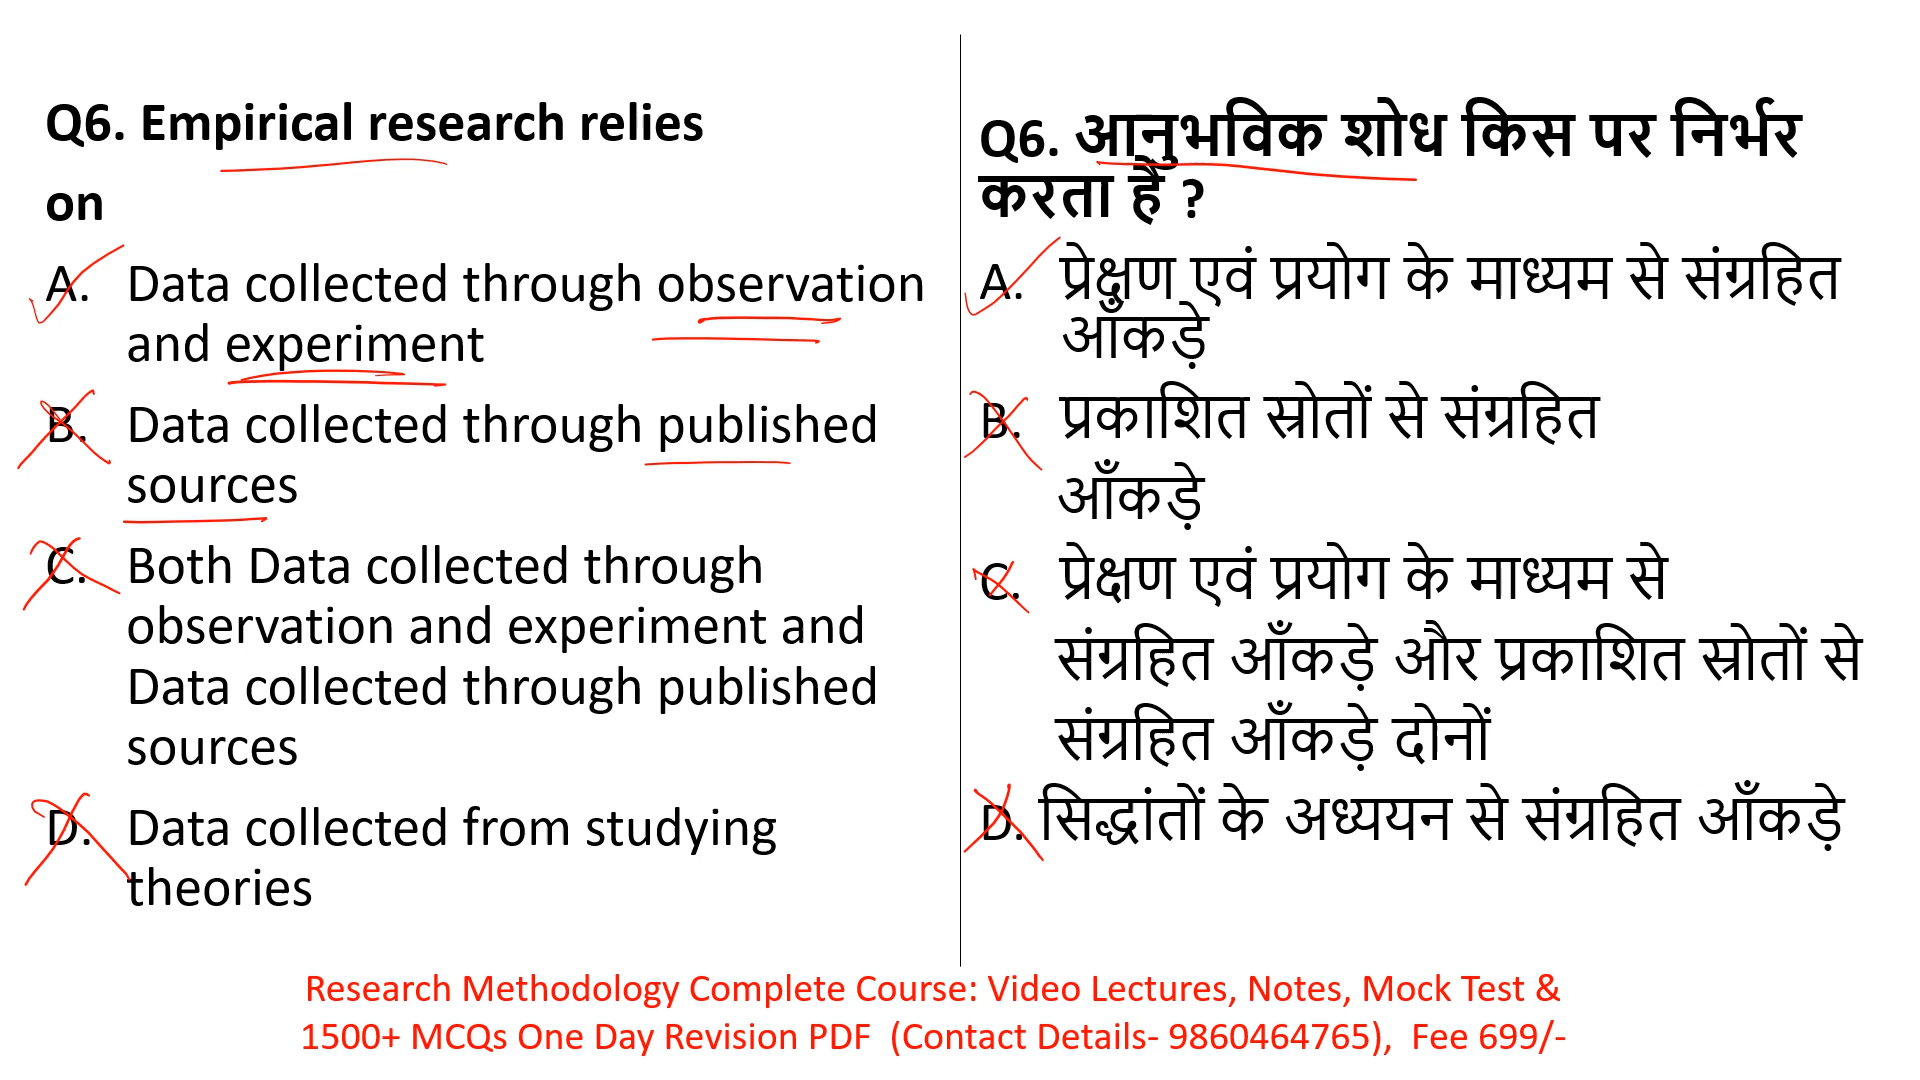 Q6. Empirical research relies
on
A. Data collected through observation
and experiment
B. Data collected through published
sources
C. Both Data collected through
observation and experiment and
Data collected through published
sources
D. Data collected from studying
theories
Q6. आनुभविक शोध किस पर निर्भर
करता है ?
A. प्रेक्षण एवं प्रयोग के माध्यम से संग्रहित
आँकड़े
B. प्रकाशित स्रोतों से संग्रहित
आँकड़े
C. प्रेक्षण एवं प्रयोग के माध्यम से
संग्रहित आँकड़े और प्रकाशित स्रोतों से
संग्रहित आँकड़े दोनों
D. सिद्धांतों के अध्ययन से संग्रहित आँकड़े
Research Methodology Complete Course: Video Lectures, Notes, Mock Test &
1500+ MCQs One Day Revision PDF (Contact Details- 9860464765), Fee 699/-